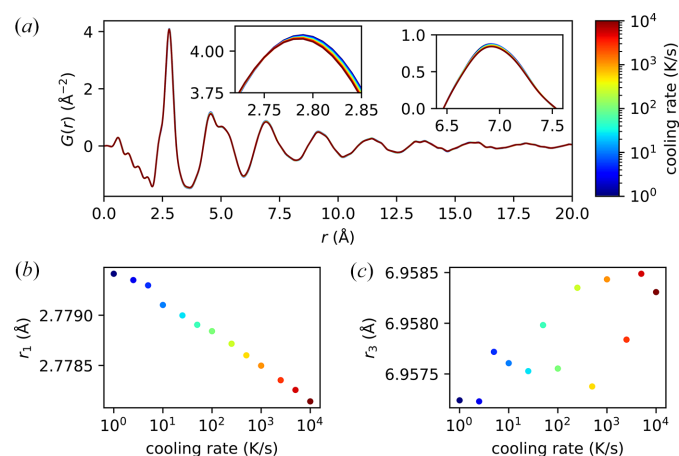 (a)
4
2
0
G(r) (Å⁻²)
4.00
3.75
2.75 2.80 2.85
1.0
0.5
0.0
6.5 7.0 7.5
0.0 2.5 5.0 7.5 10.0 12.5 15.0 17.5 20.0
r (Å)
10⁴
10³
10²
10¹
10⁰
cooling rate (K/s)
(b)
2.7790
2.7785
r₁ (Å)
10⁰ 10¹ 10² 10³ 10⁴
cooling rate (K/s)
(c)
6.9585
6.9580
6.9575
r₃ (Å)
10⁰ 10¹ 10² 10³ 10⁴
cooling rate (K/s)